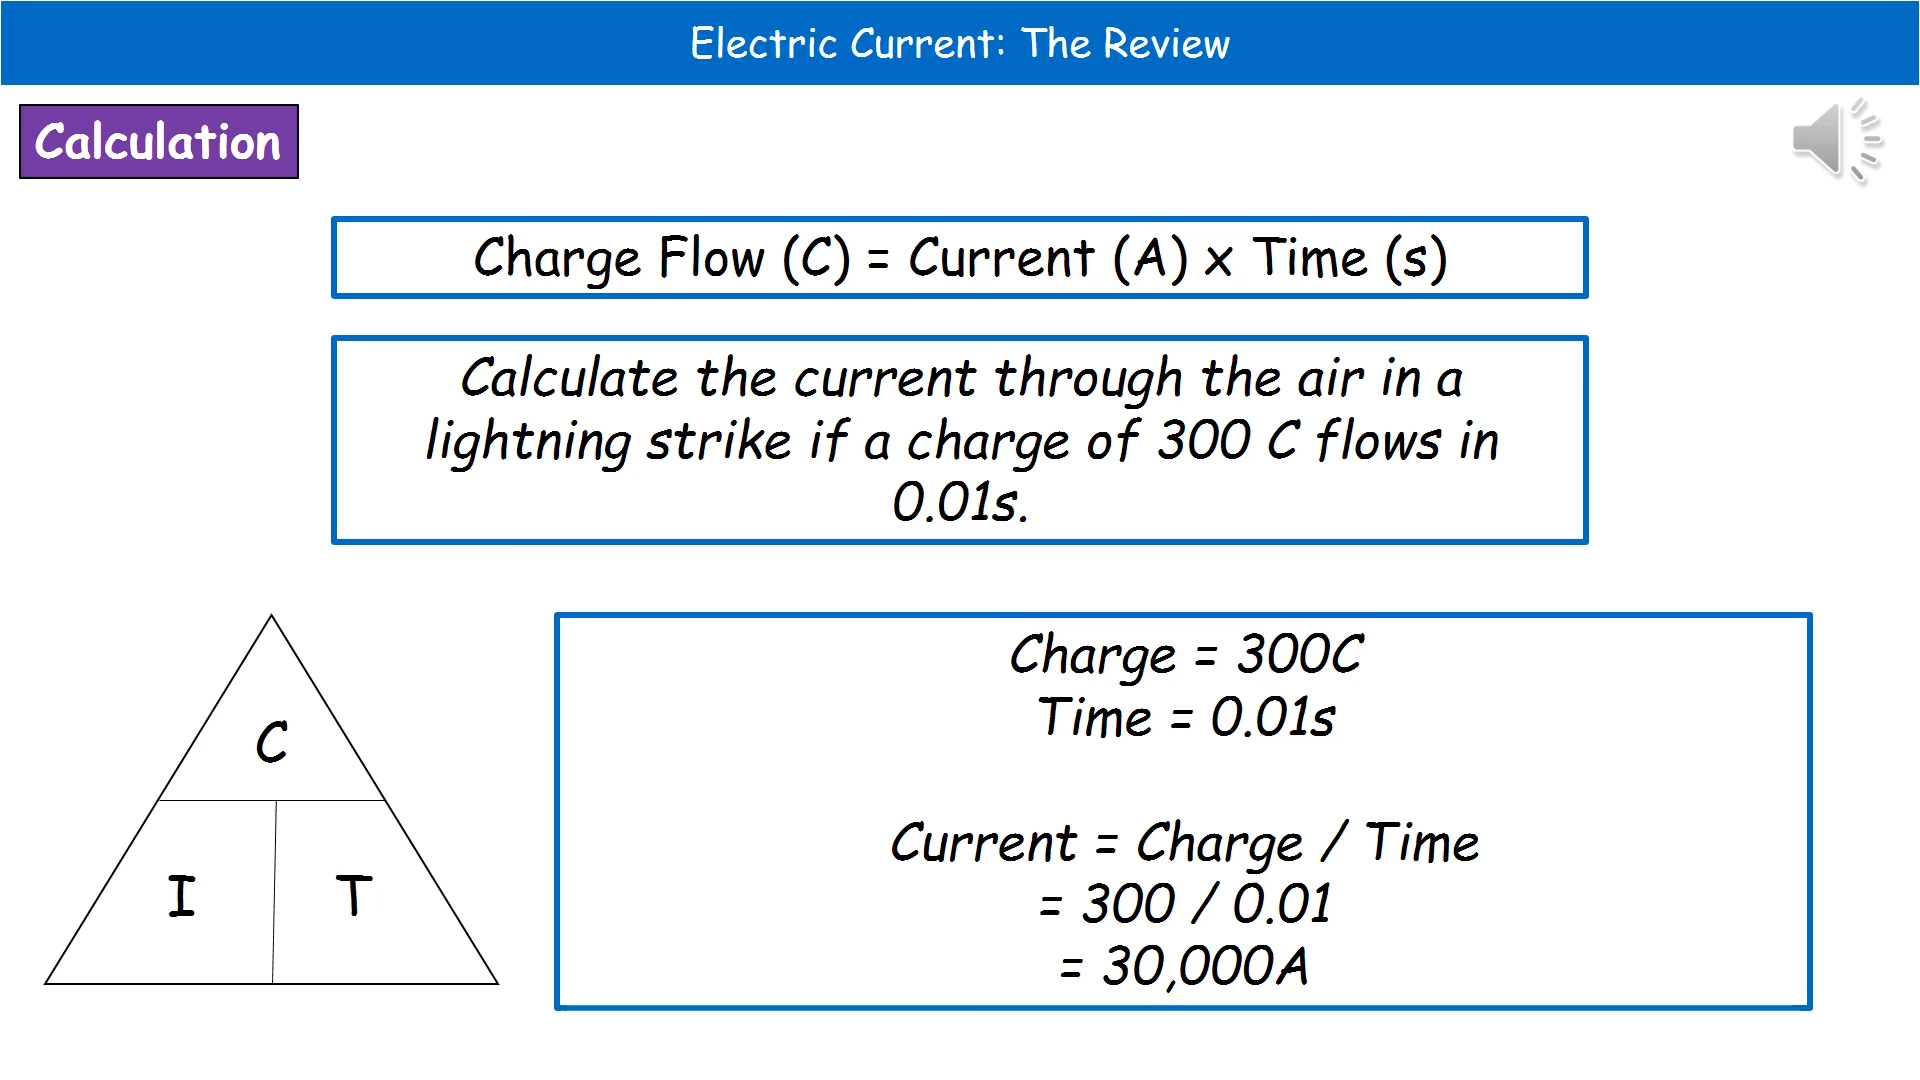 Electric Current: The Review
Calculation
Charge Flow (C) = Current (A) x Time (s)
Calculate the current through the air in a
lightning strike if a charge of 300 C flows in
0.01s.
C
I T
Charge = 300C
Time = 0.01s
Current = Charge / Time
= 300 / 0.01
= 30,000A